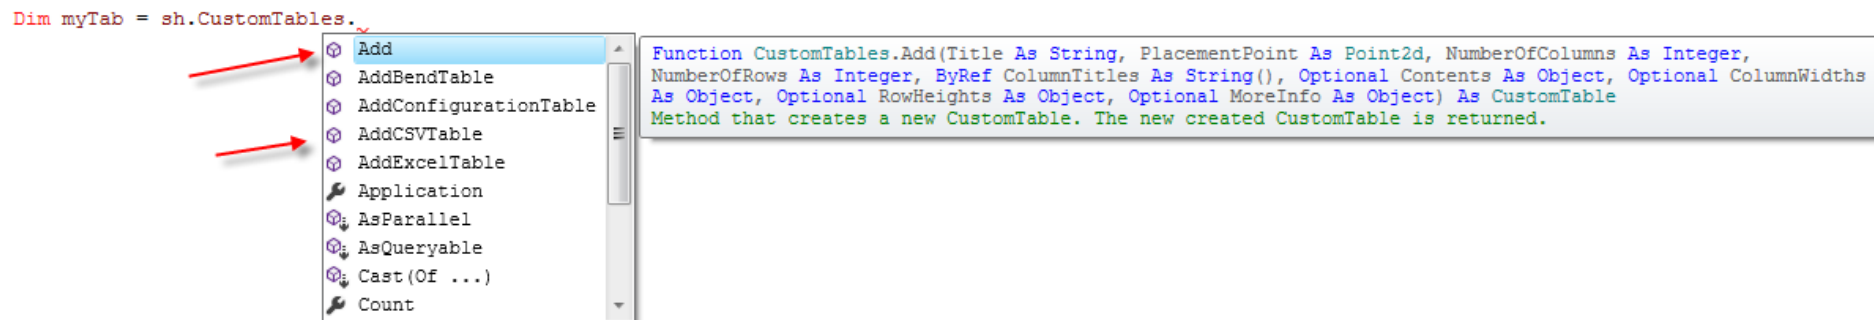 Dim myTab = sh.CustomTables.
Add
AddBendTable
AddConfigurationTable
AddCSVTable
AddExcelTable
Application
AsParallel
AsQueryable
Cast(Of ...)
Count
Function CustomTables.Add(Title As String, PlacementPoint As Point2d, NumberOfColumns As Integer,
NumberOfRows As Integer, ByRef ColumnTitles As String(), Optional Contents As Object, Optional ColumnWidths
As Object, Optional RowHeights As Object, Optional MoreInfo As Object) As CustomTable
Method that creates a new CustomTable. The new created CustomTable is returned.